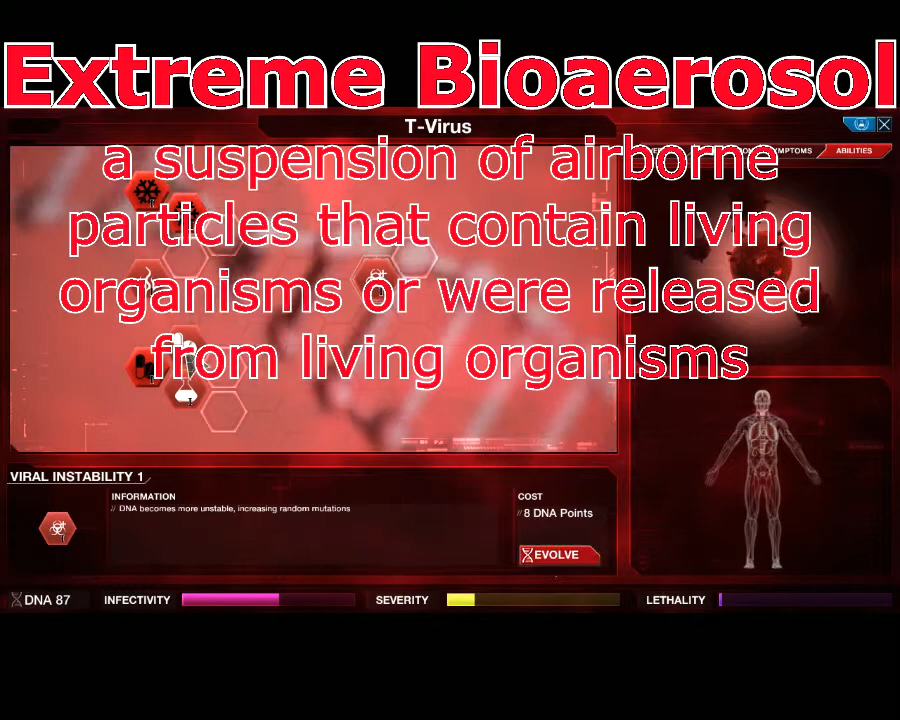 Extreme Bioaerosol
T-Virus
a suspension of airborne
particles that contain living
organisms or were released
from living organisms
ABILITIES
VIRAL INSTABILITY 1
INFORMATION
// DNA becomes more unstable, increasing random mutations
COST
// 8 DNA Points
EVOLVE
DNA 87
INFECTIVITY
SEVERITY
LETHALITY